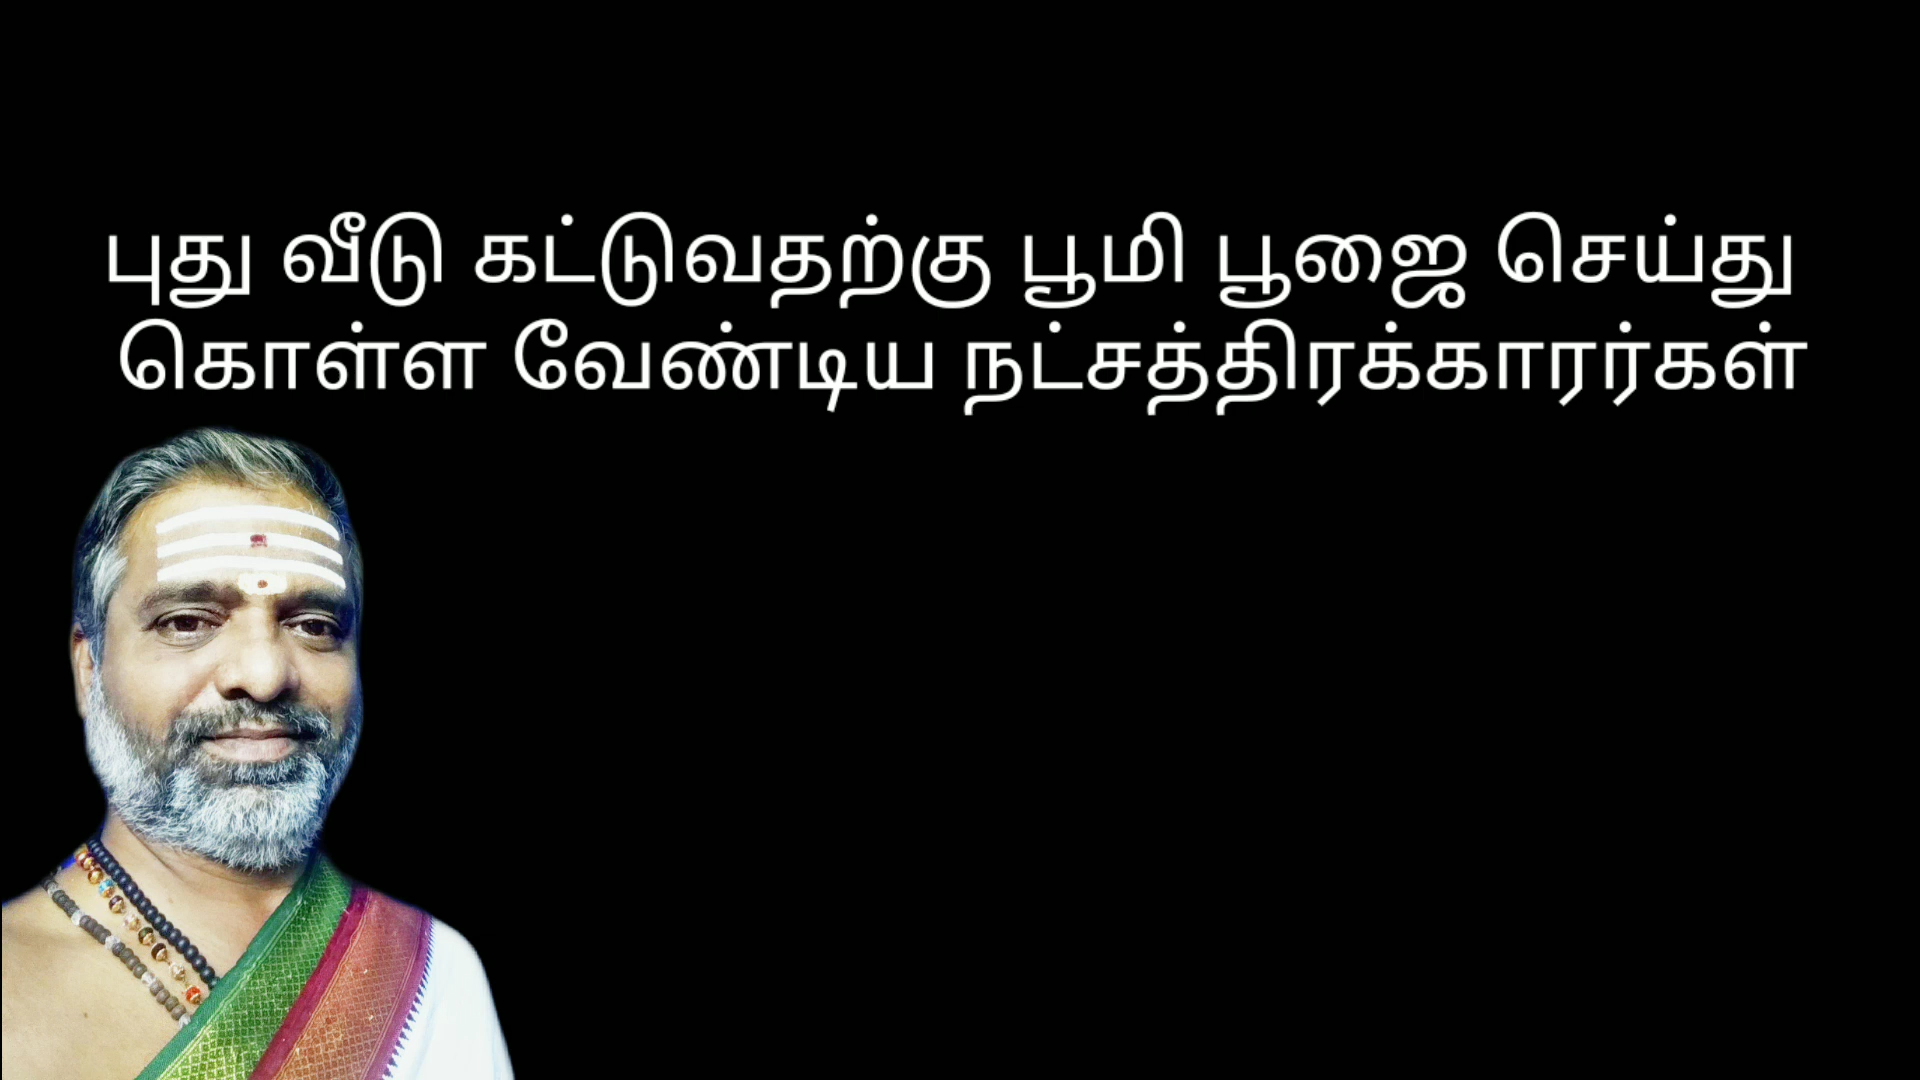 புது வீடு கட்டுவதற்கு பூமி பூஜை செய்து
கொள்ள வேண்டிய நட்சத்திரக்காரர்கள்